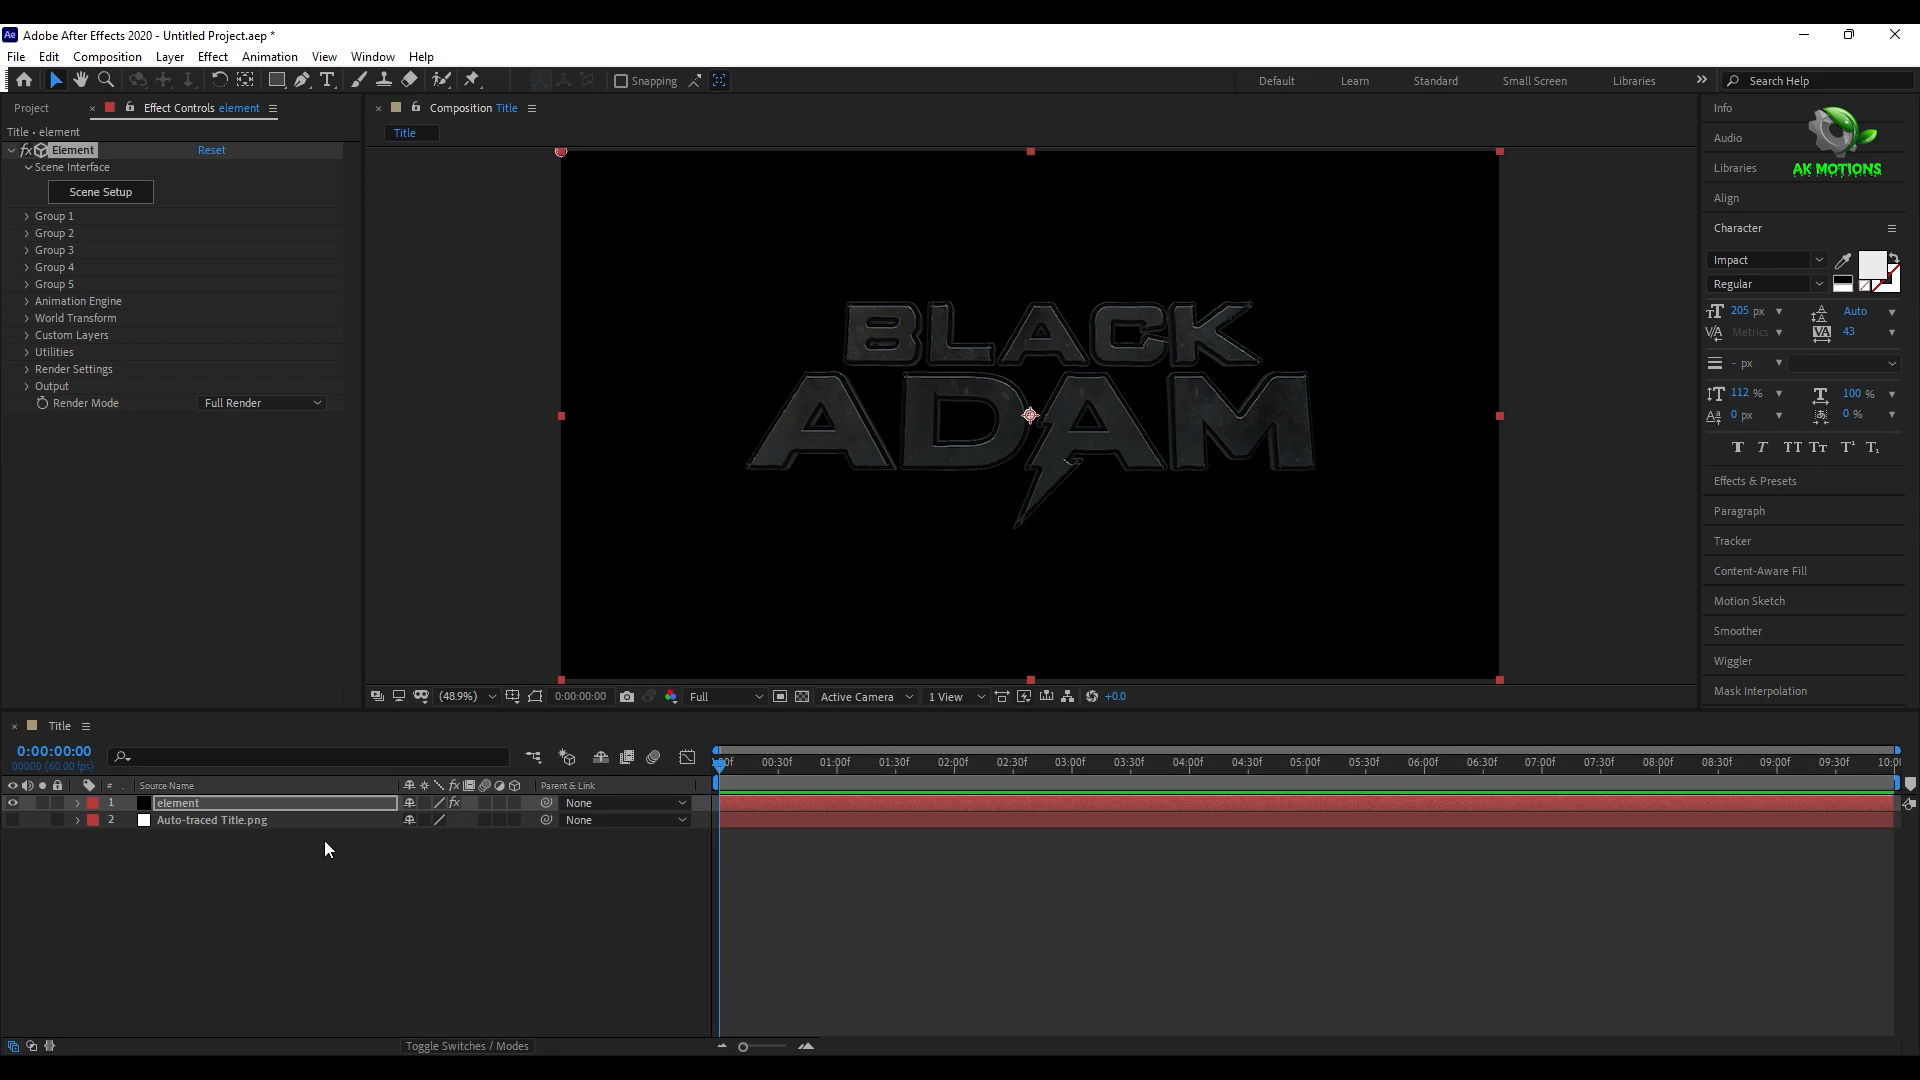 Ae Adobe After Effects 2020 - Untitled Project.aep *
File Edit Composition Layer Effect Animation View Window Help
Snapping Default Learn Standard Small Screen Libraries Search Help
Project Effect Controls element
Title • element
fx Element Reset
Scene Interface
Scene Setup
Group 1
Group 2
Group 3
Group 4
Group 5
Animation Engine
World Transform
Custom Layers
Utilities
Render Settings
Output
Render Mode Full Render
Composition Title
Title
BLACK
ADAM
(48.9%) 0:00:00:00 Full Active Camera 1 View +0.0
Info
Audio
Libraries
AK MOTIONS
Align
Character
Impact
Regular
205 px Auto
Metrics 43
- px
112 % 100 %
0 px 0 %
T T TT Tt T¹ T₁
Effects & Presets
Paragraph
Tracker
Content-Aware Fill
Motion Sketch
Smoother
Wiggler
Mask Interpolation
Title
0:00:00:00
00000 (60.00 fps)
# Source Name Parent & Link
1 element None
2 Auto-traced Title.png None
00:30f 01:00f 01:30f 02:00f 02:30f 03:00f 03:30f 04:00f 04:30f 05:00f 05:30f 06:00f 06:30f 07:00f 07:30f 08:00f 08:30f 09:00f 09:30f
Toggle Switches / Modes